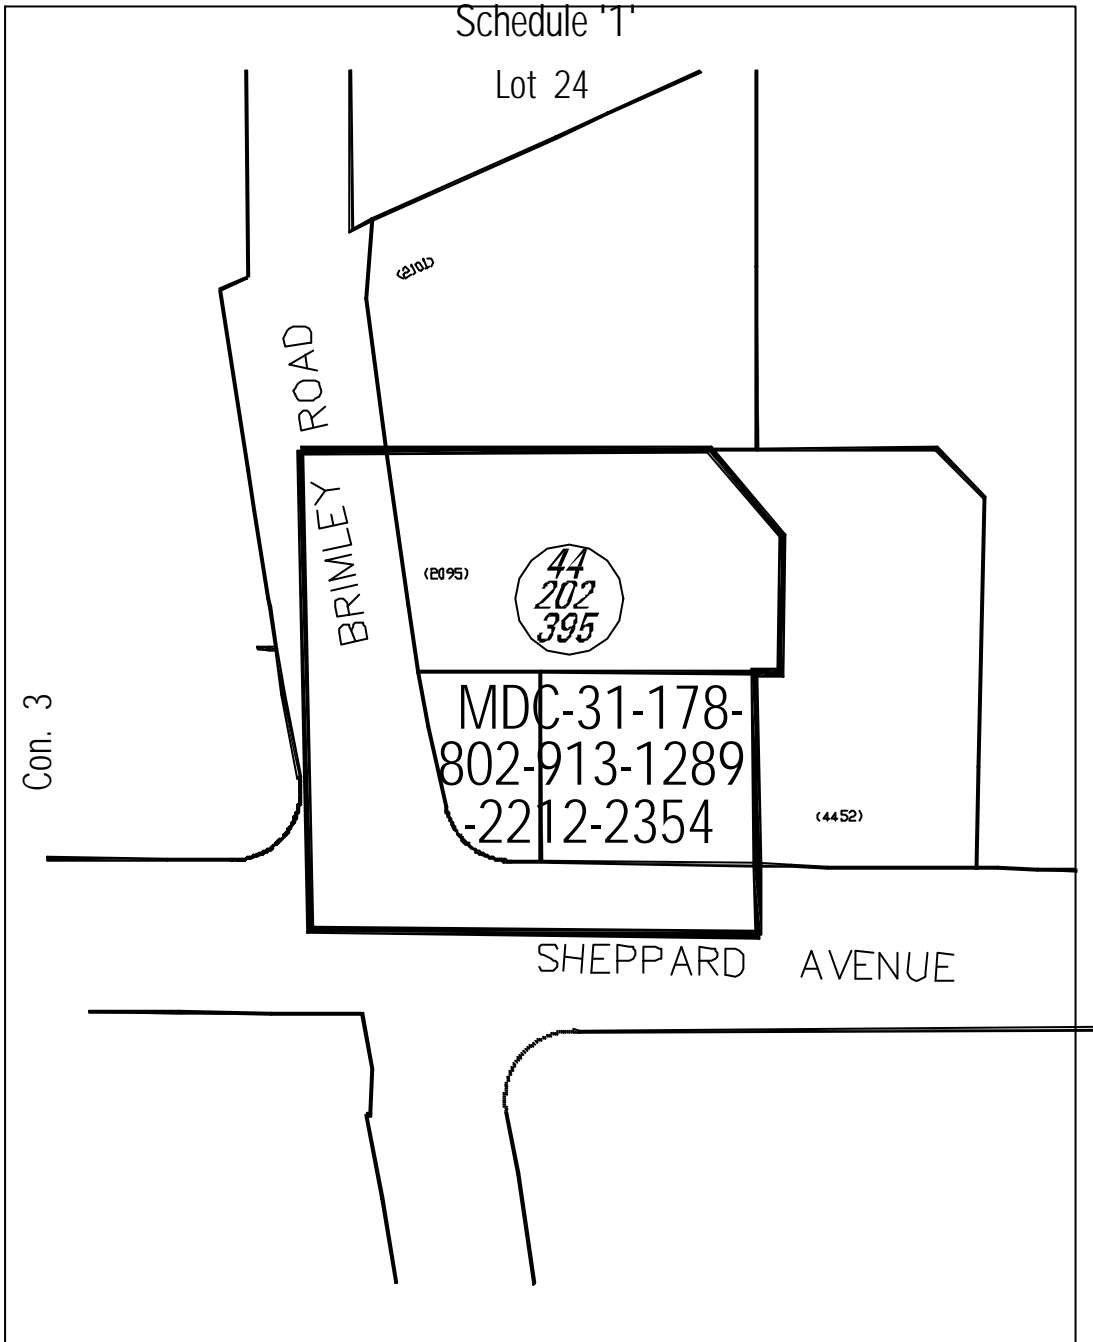 Schedule '1'
Lot 24
(2101)
BRIMLEY ROAD
(2095)
44
202
395
Con. 3
MDC-31-178-
802-913-1289
-2212-2354
(4452)
SHEPPARD AVENUE